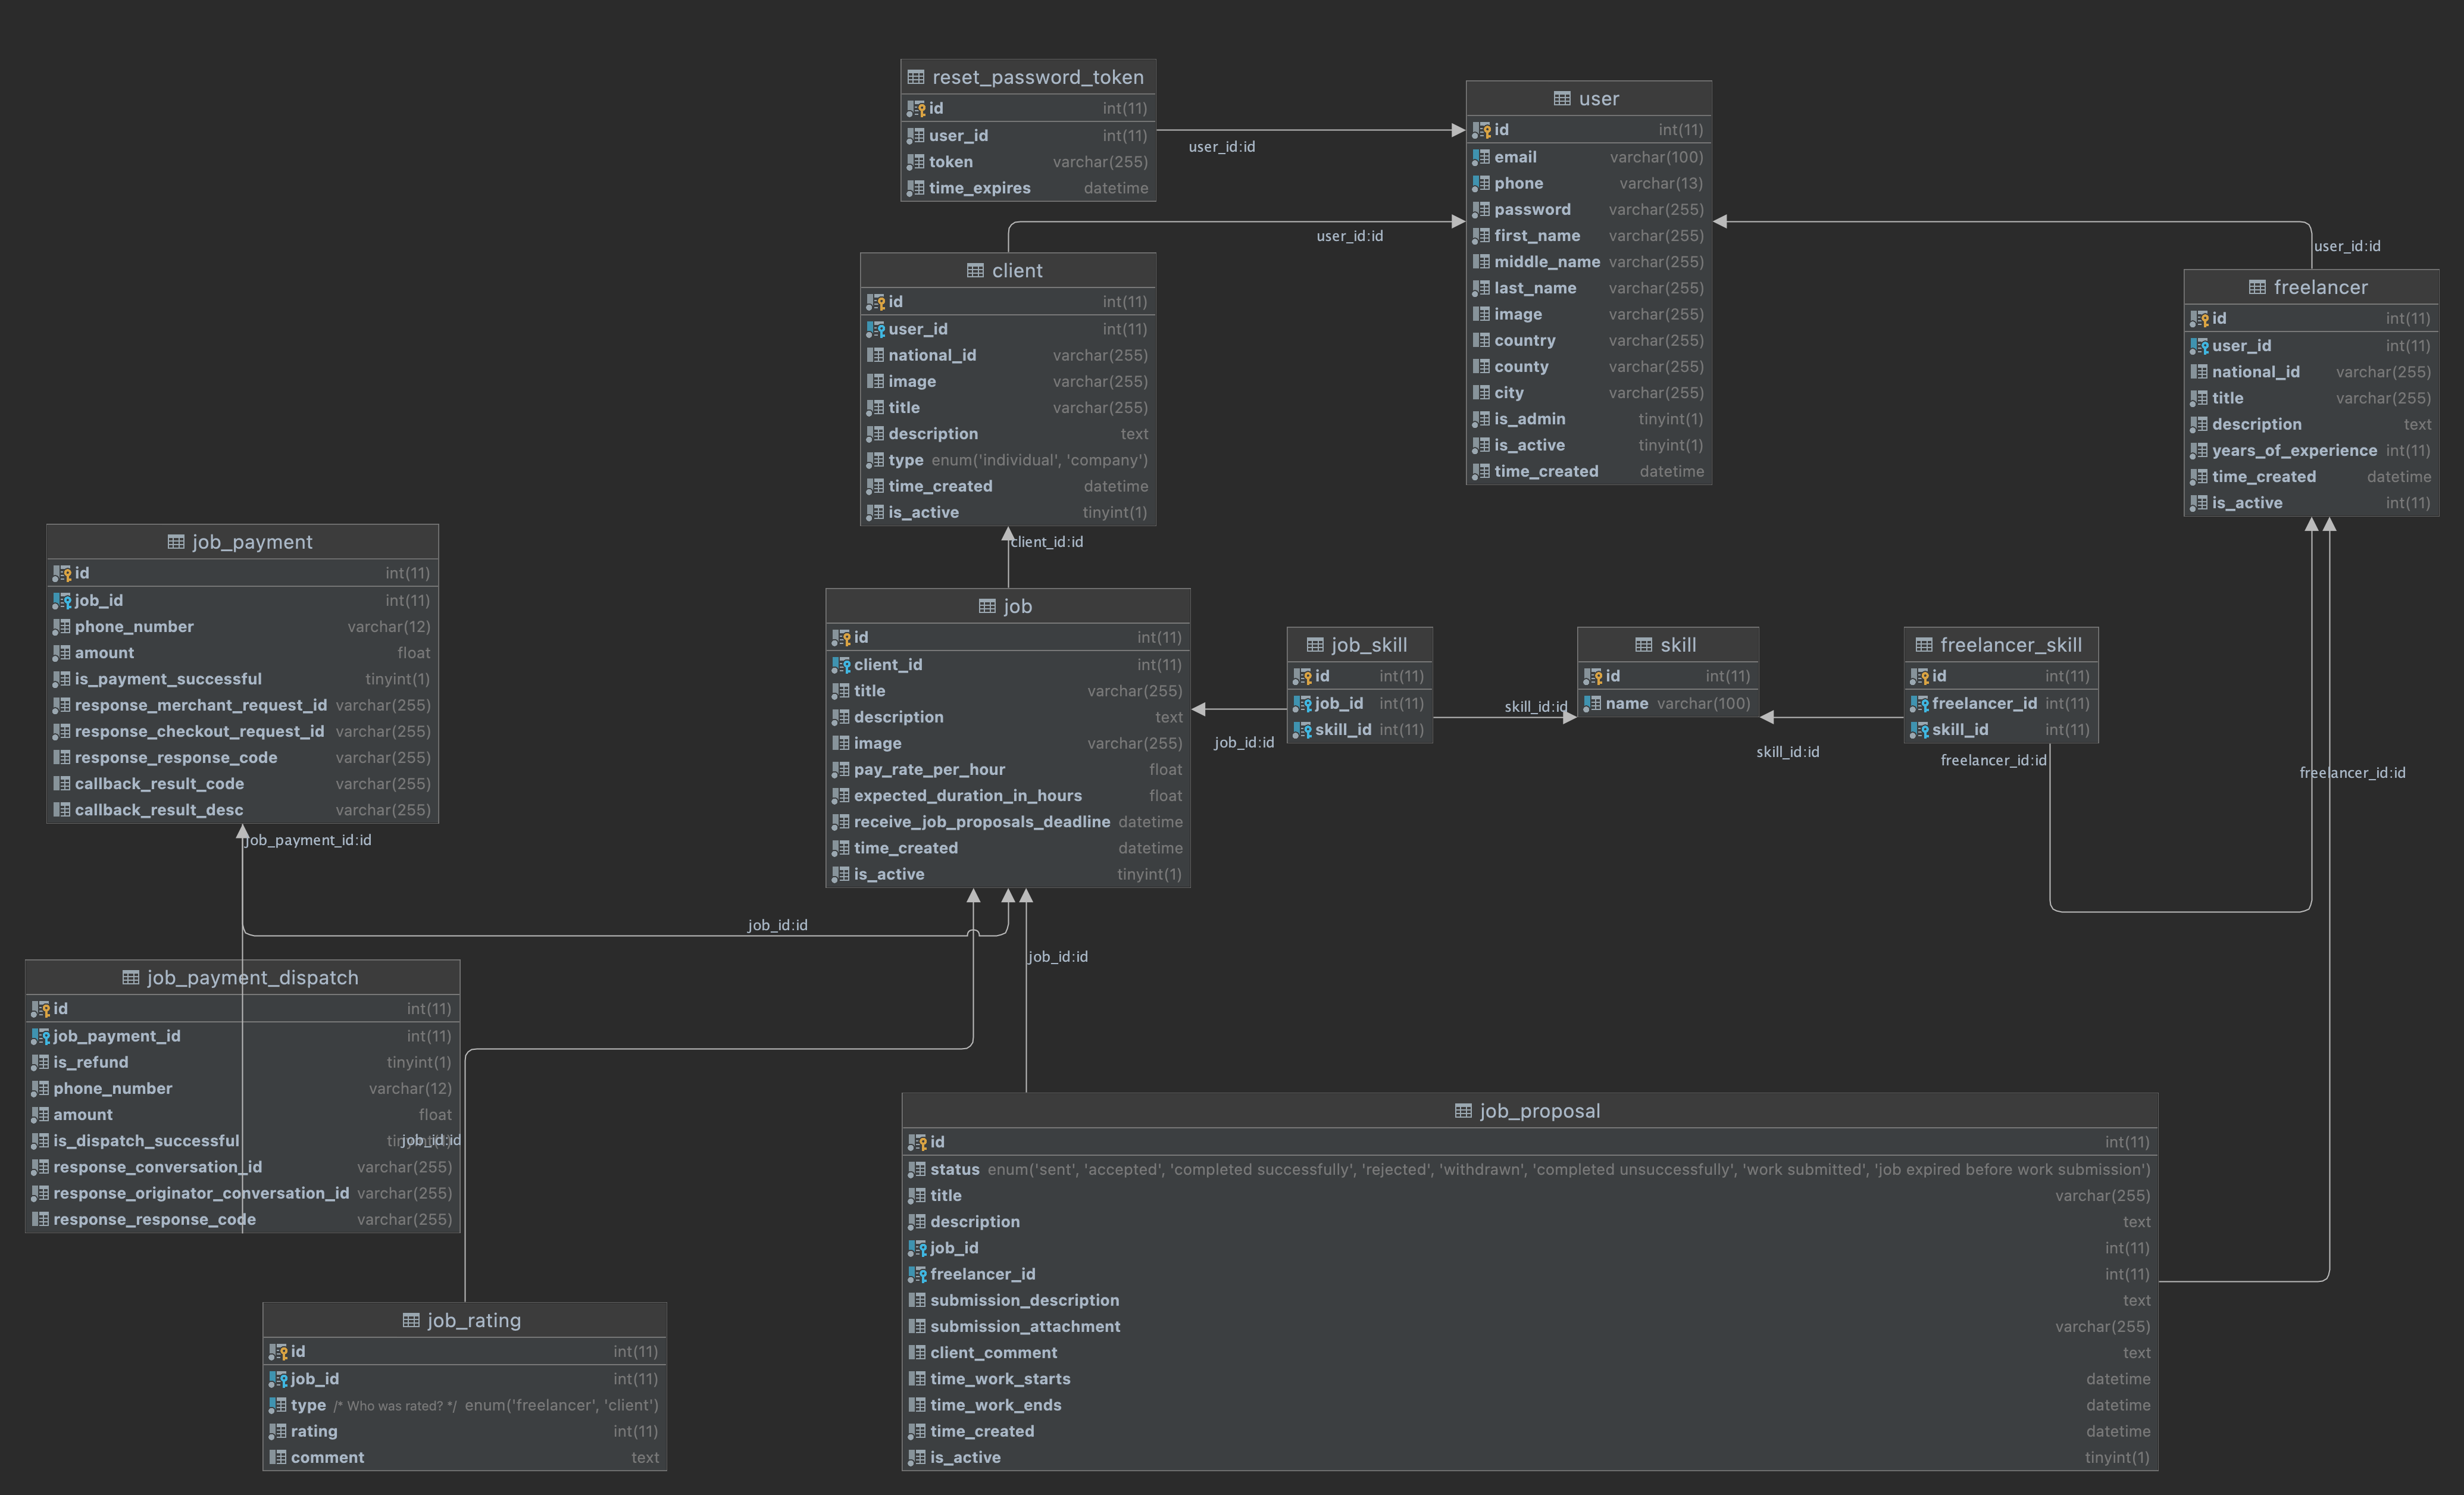 reset_password_token
id int(11)
user_id int(11)
token varchar(255)
time_expires datetime
user_id:id
user
id int(11)
email varchar(100)
phone varchar(13)
password varchar(255)
first_name varchar(255)
middle_name varchar(255)
last_name varchar(255)
image varchar(255)
country varchar(255)
county varchar(255)
city varchar(255)
is_admin tinyint(1)
is_active tinyint(1)
time_created datetime
user_id:id
client
id int(11)
user_id int(11)
national_id varchar(255)
image varchar(255)
title varchar(255)
description text
type enum('individual', 'company')
time_created datetime
is_active tinyint(1)
client_id:id
user_id:id
freelancer
id int(11)
user_id int(11)
national_id varchar(255)
title varchar(255)
description text
years_of_experience int(11)
time_created datetime
is_active int(11)
job_payment
id int(11)
job_id int(11)
phone_number varchar(12)
amount float
is_payment_successful tinyint(1)
response_merchant_request_id varchar(255)
response_checkout_request_id varchar(255)
response_response_code varchar(255)
callback_result_code varchar(255)
callback_result_desc varchar(255)
job_payment_id:id
job
id int(11)
client_id int(11)
title varchar(255)
description text
image varchar(255)
pay_rate_per_hour float
expected_duration_in_hours float
receive_job_proposals_deadline datetime
time_created datetime
is_active tinyint(1)
job_skill
id int(11)
job_id int(11)
skill_id int(11)
job_id:id
skill_id:id
skill
id int(11)
name varchar(100)
skill_id:id
freelancer_skill
id int(11)
freelancer_id int(11)
skill_id int(11)
freelancer_id:id
freelancer_id:id
job_id:id
job_id:id
job_payment_dispatch
id int(11)
job_payment_id int(11)
is_refund tinyint(1)
phone_number varchar(12)
amount float
is_dispatch_successful tinyint(1)
job_id:id
response_conversation_id varchar(255)
response_originator_conversation_id varchar(255)
response_response_code varchar(255)
job_proposal
id int(11)
status enum('sent', 'accepted', 'completed successfully', 'rejected', 'withdrawn', 'completed unsuccessfully', 'work submitted', 'job expired before work submission')
title varchar(255)
description text
job_id int(11)
freelancer_id int(11)
submission_description text
submission_attachment varchar(255)
client_comment text
time_work_starts datetime
time_work_ends datetime
time_created datetime
is_active tinyint(1)
job_rating
id int(11)
job_id int(11)
type /* Who was rated? */ enum('freelancer', 'client')
rating int(11)
comment text